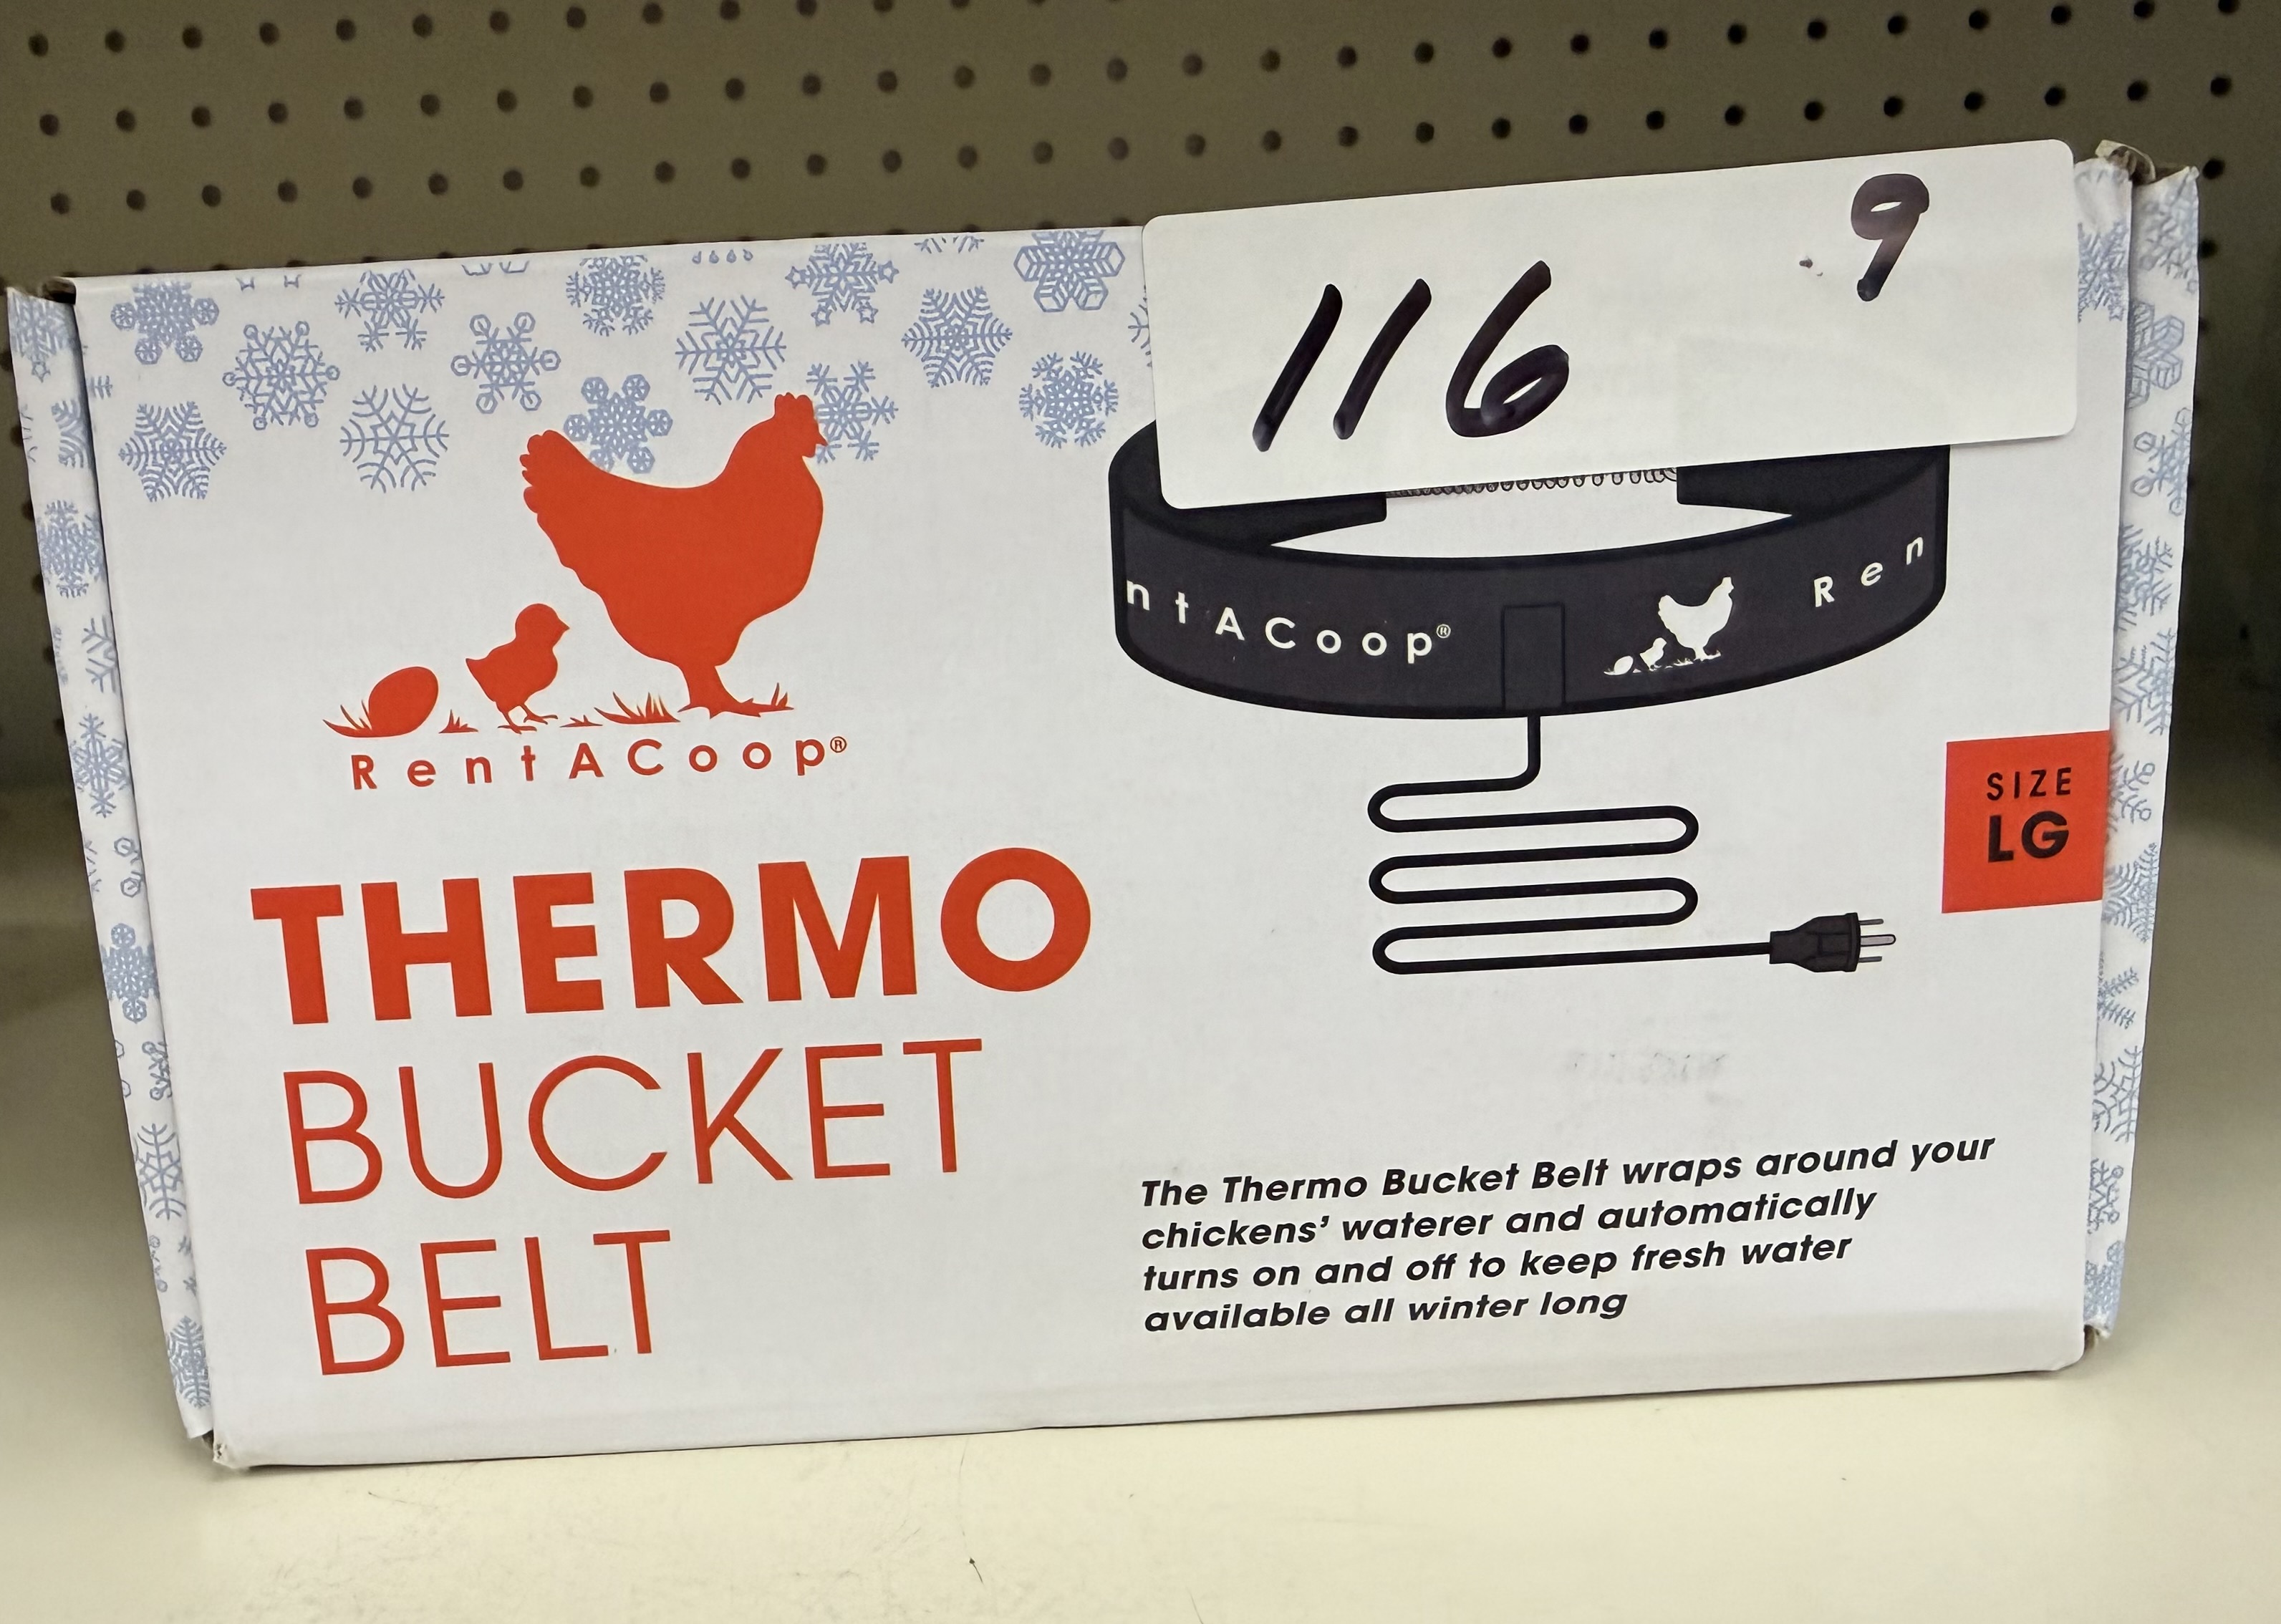 9
116
ntACoop®
Ren
RentACoop®
SIZE
LG
THERMO
BUCKET
BELT
The Thermo Bucket Belt wraps around your
chickens' waterer and automatically
turns on and off to keep fresh water
available all winter long